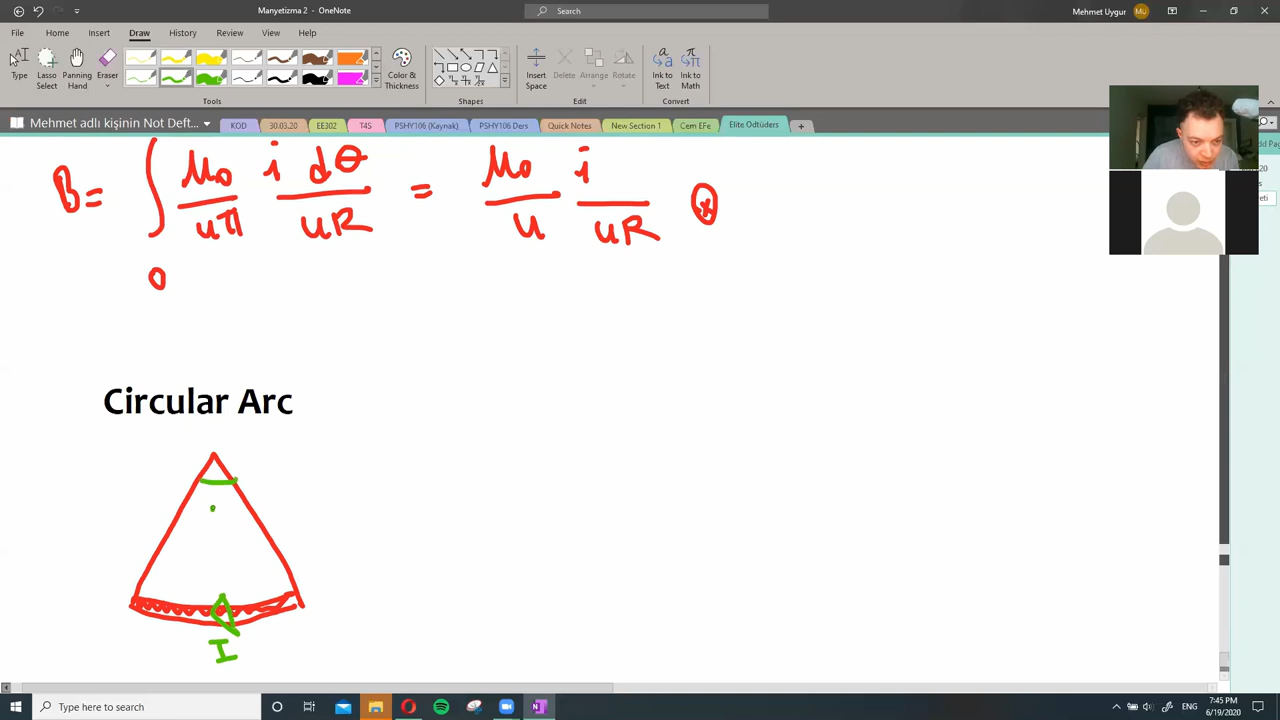 Manyetizma 2 - OneNote
Search
Mehmet Uygur
MU
File Home Insert Draw History Review View Help
Type
Lasso Select
Panning Hand
Eraser
Color & Thickness
Insert Space
Delete
Arrange
Rotate
Ink to Text
Ink to Math
Tools
Shapes
Edit
Convert
Mehmet adlı kişinin Not Deft...
KOD
30.03.20
EE302
T4S
PSHY106 (Kaynak)
PSHY106 Ders
Quick Notes
New Section 1
Cem EFe
Elite Odtüders
+
B = ∫ μ₀/4π i dθ/4R = μ₀/4 i/4R ⊗
0
Circular Arc
I
Type here to search
7:45 PM
6/19/2020